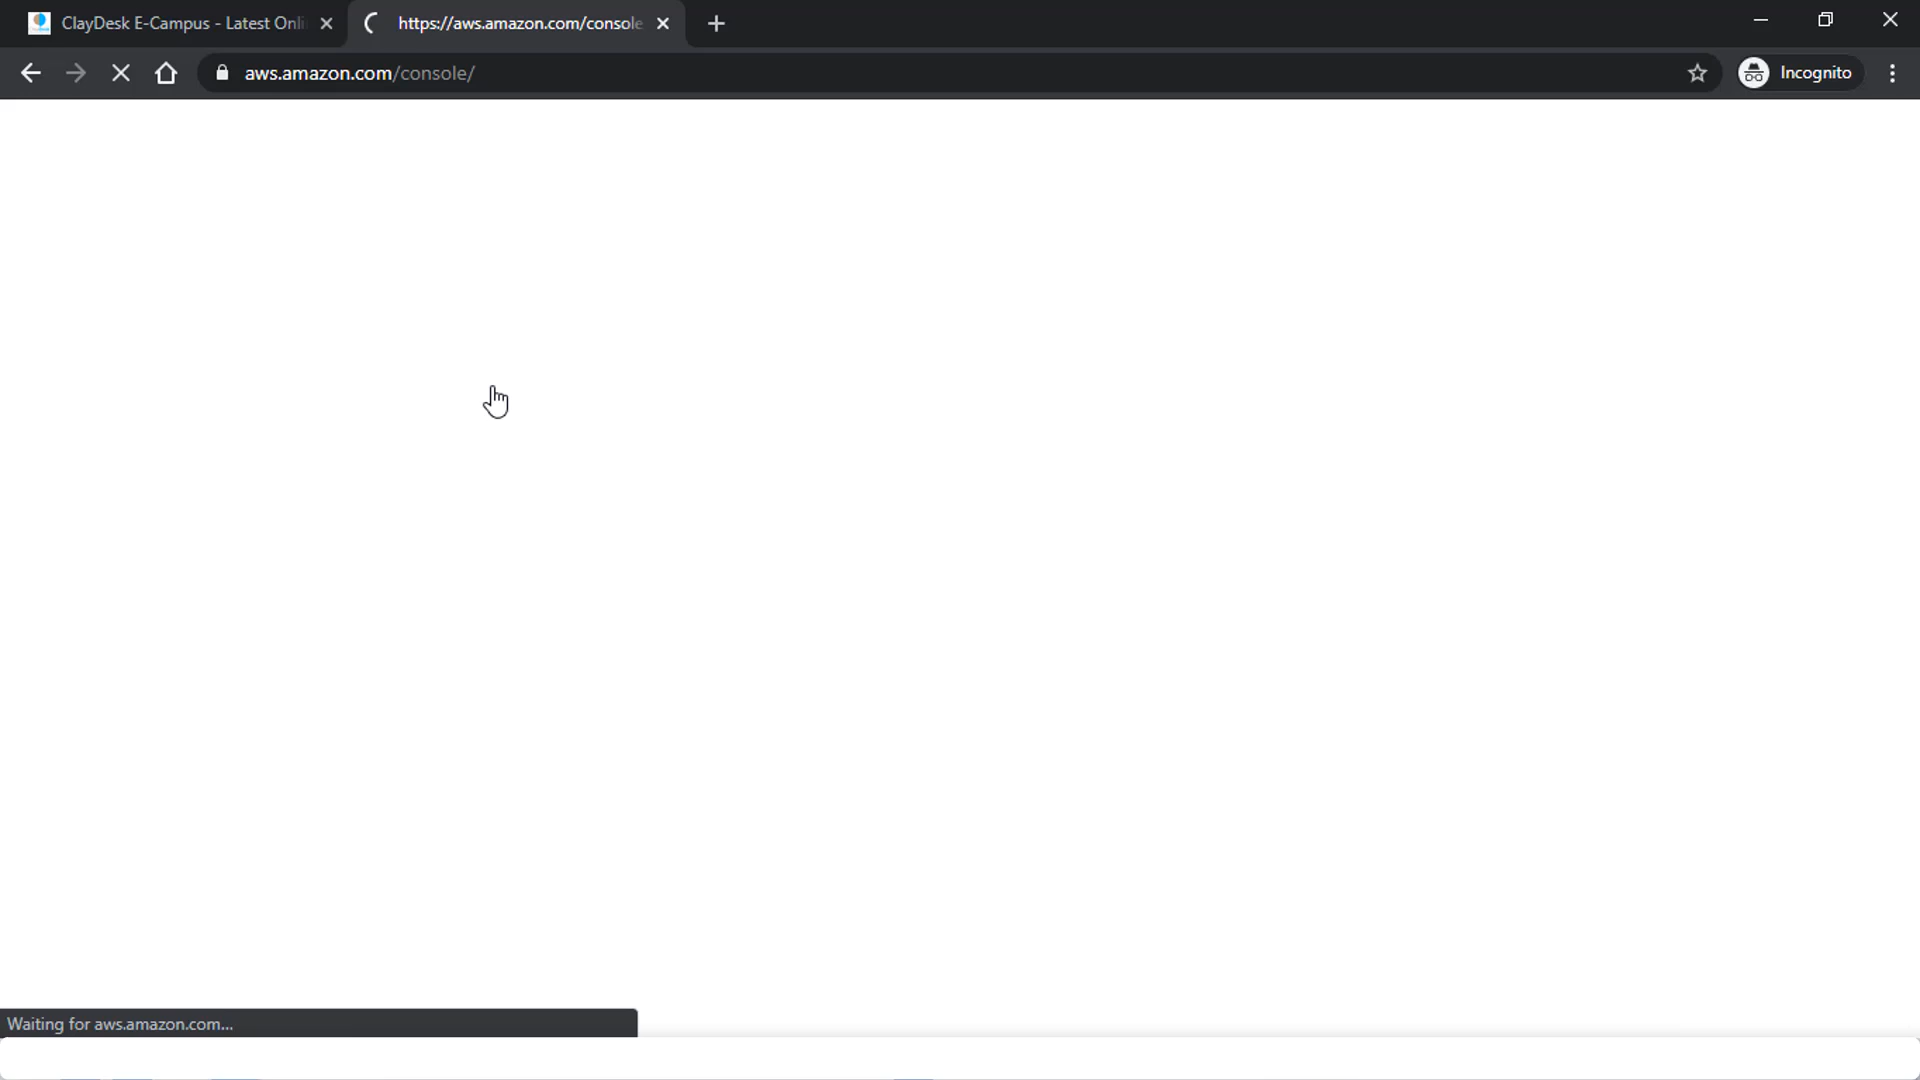 ClayDesk E-Campus - Latest Onli
https://aws.amazon.com/console
aws.amazon.com/console/
Incognito
Waiting for aws.amazon.com...